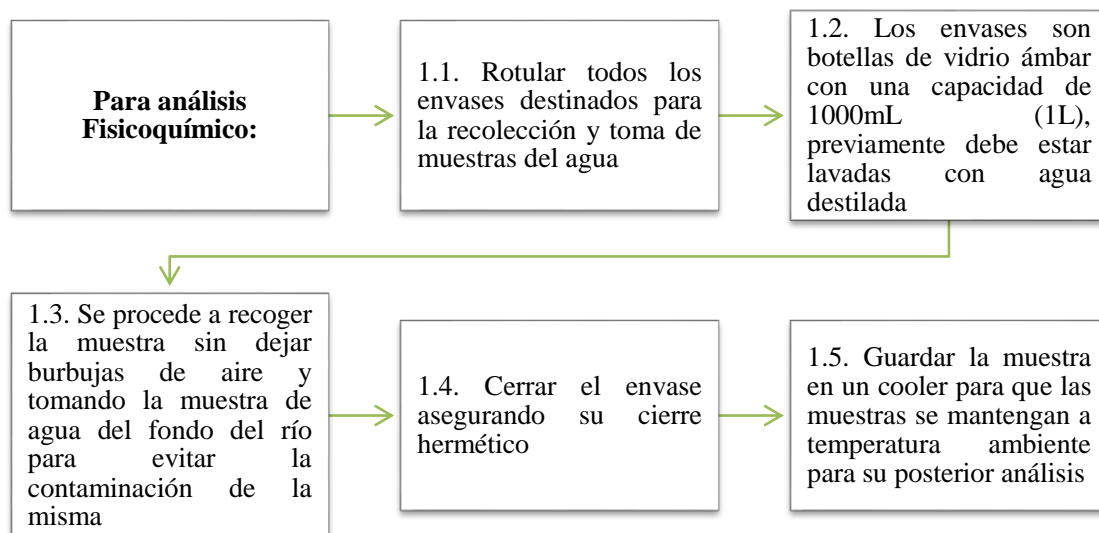 Para análisis
Fisicoquímico:
1.1. Rotular todos los
envases destinados para
la recolección y toma de
muestras del agua
1.2. Los envases son
botellas de vidrio ámbar
con una capacidad de
1000mL (1L),
previamente debe estar
lavadas con agua
destilada
1.3. Se procede a recoger
la muestra sin dejar
burbujas de aire y
tomando la muestra de
agua del fondo del río
para evitar la
contaminación de la
misma
1.4. Cerrar el envase
asegurando su cierre
hermético
1.5. Guardar la muestra
en un cooler para que las
muestras se mantengan a
temperatura ambiente
para su posterior análisis